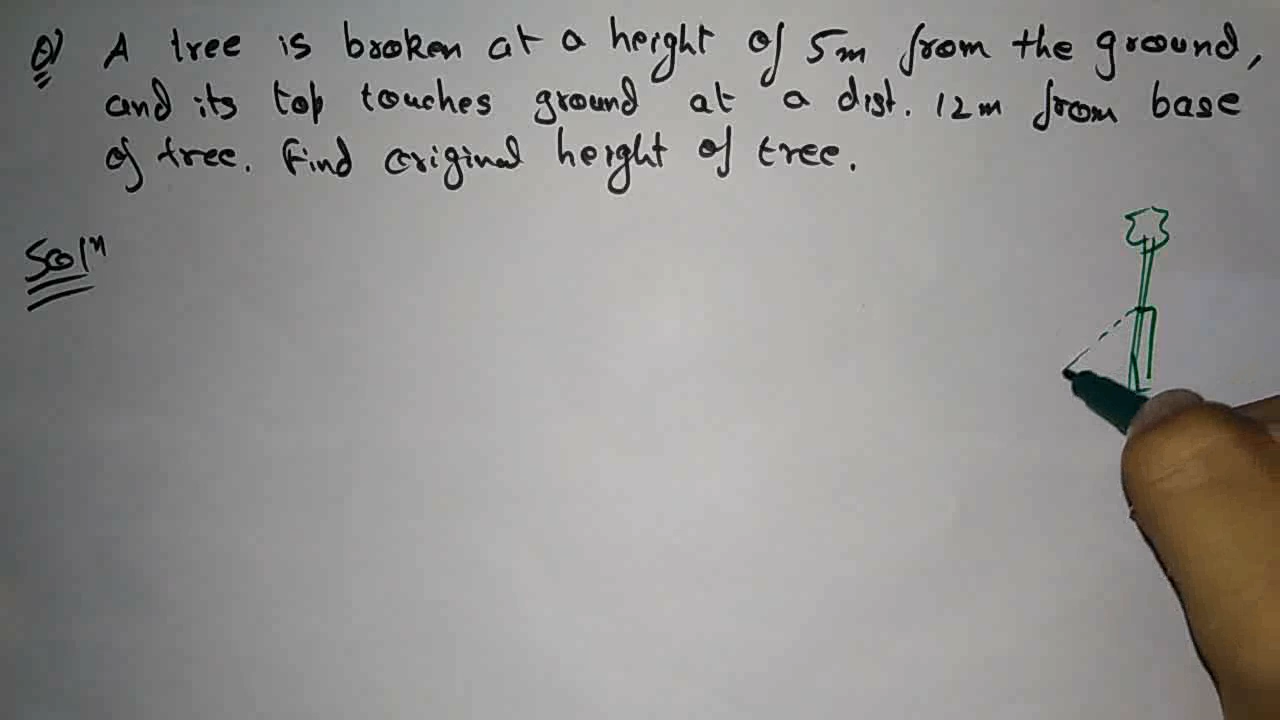 Q A tree is broken at a height of 5m from the ground,
and its top touches ground at a dist. 12m from base
of tree. Find original height of tree.
Solⁿ